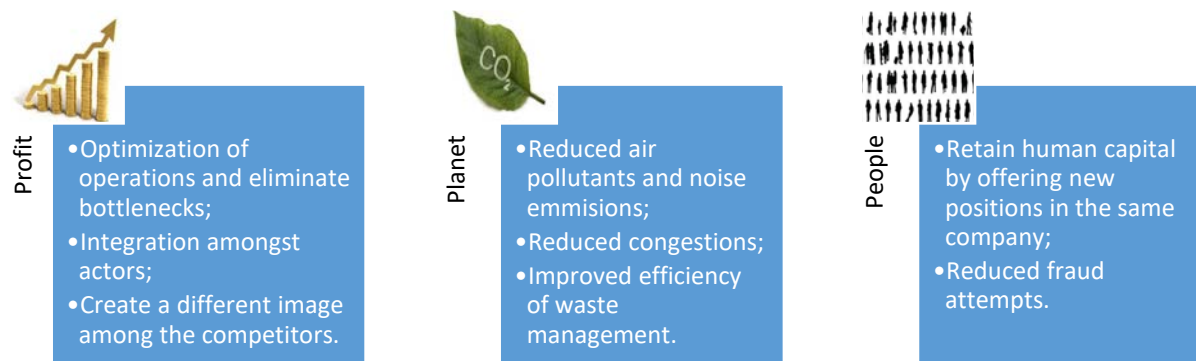 Profit
•Optimization of
operations and eliminate
bottlenecks;
•Integration amongst
actors;
•Create a different image
among the competitors.
CO2
Planet
•Reduced air
pollutants and noise
emmisions;
•Reduced congestions;
•Improved efficiency
of waste
management.
People
•Retain human capital
by offering new
positions in the same
company;
•Reduced fraud
attempts.